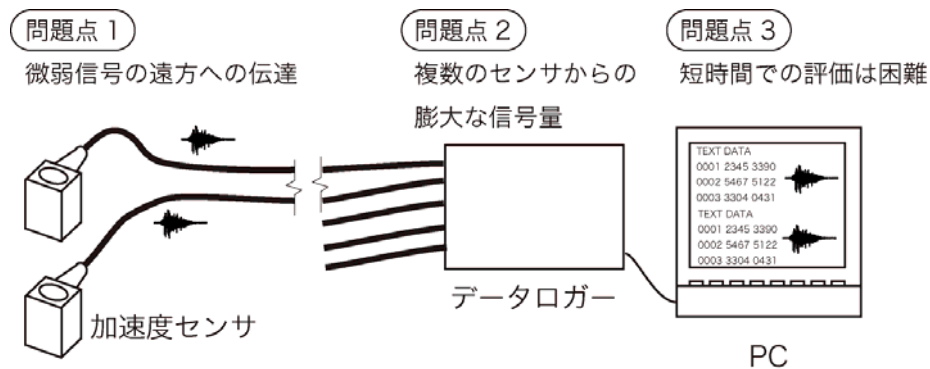 問題点1
微弱信号の遠方への伝達
問題点2
複数のセンサからの
膨大な信号量
問題点3
短時間での評価は困難
TEXT DATA
0001 2345 3390
0002 5467 5122
0003 3304 0431
TEXT DATA
0001 2345 3390
0002 5467 5122
0003 3304 0431
データロガー
加速度センサ
PC